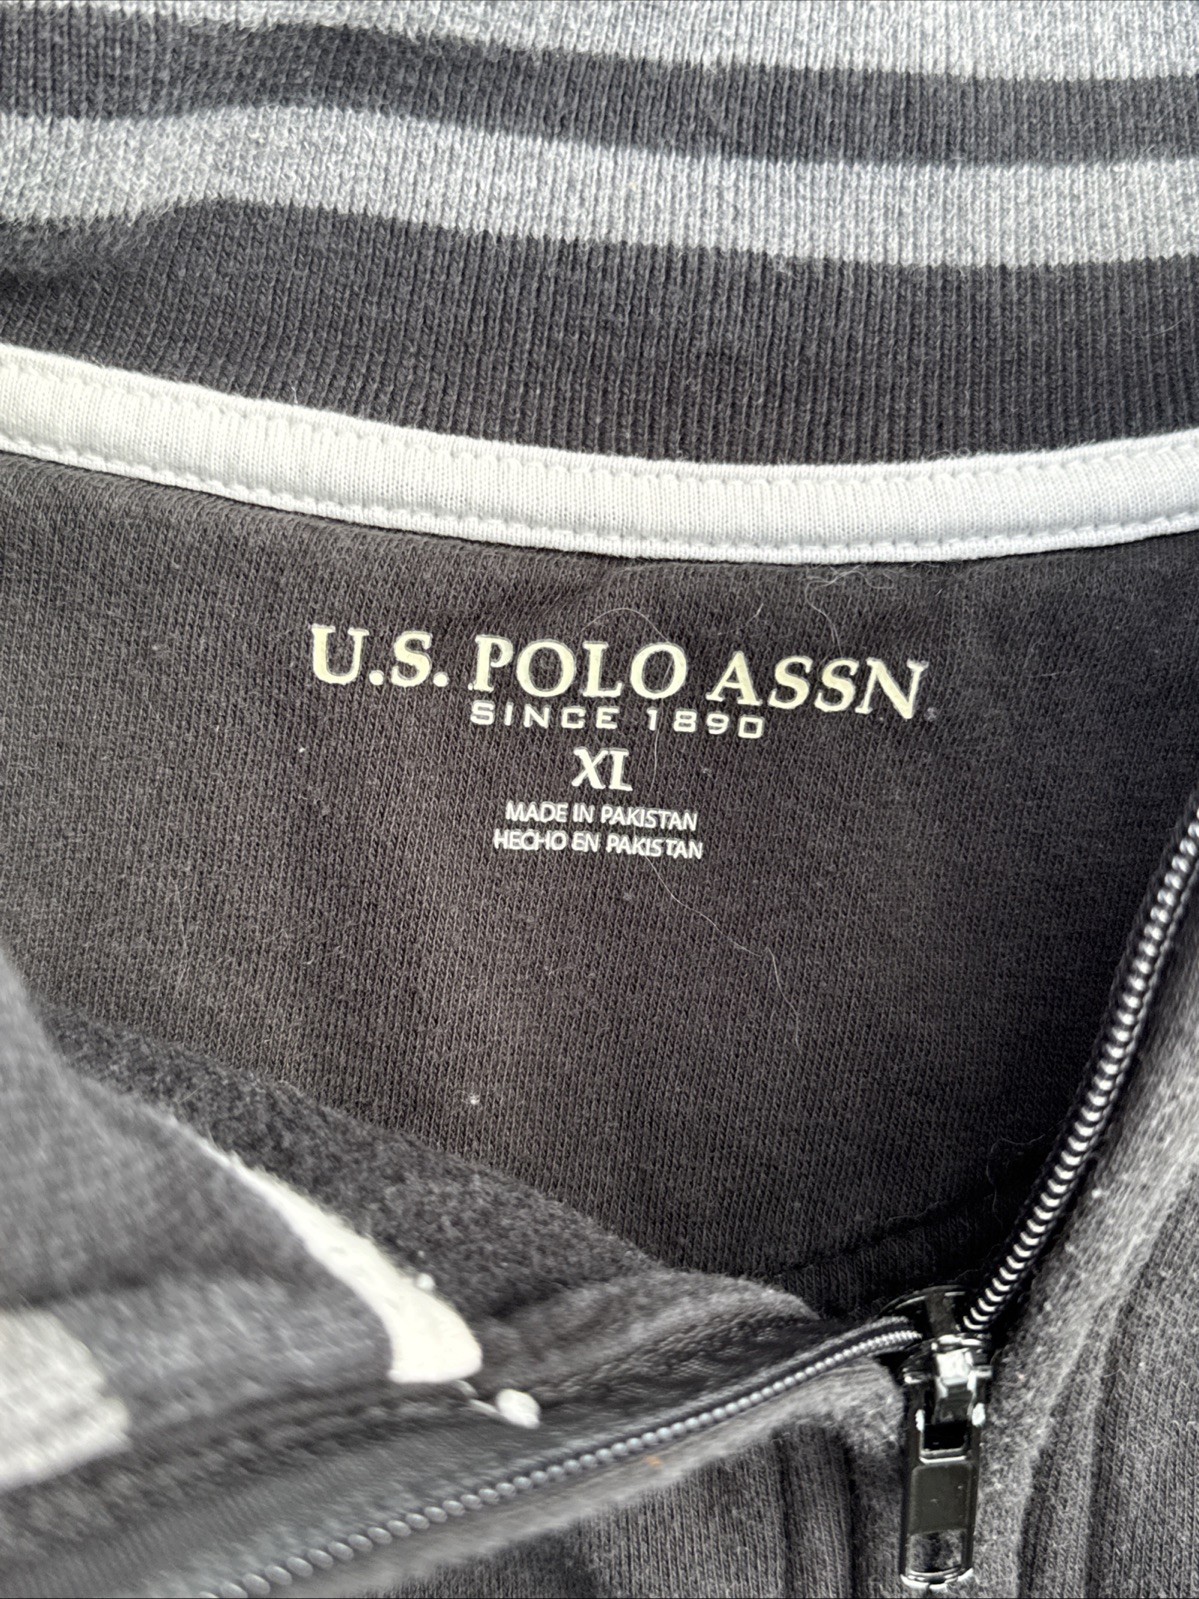 U.S. POLO ASSN
SINCE 1890
XL
MADE IN PAKISTAN
HECHO EN PAKISTAN